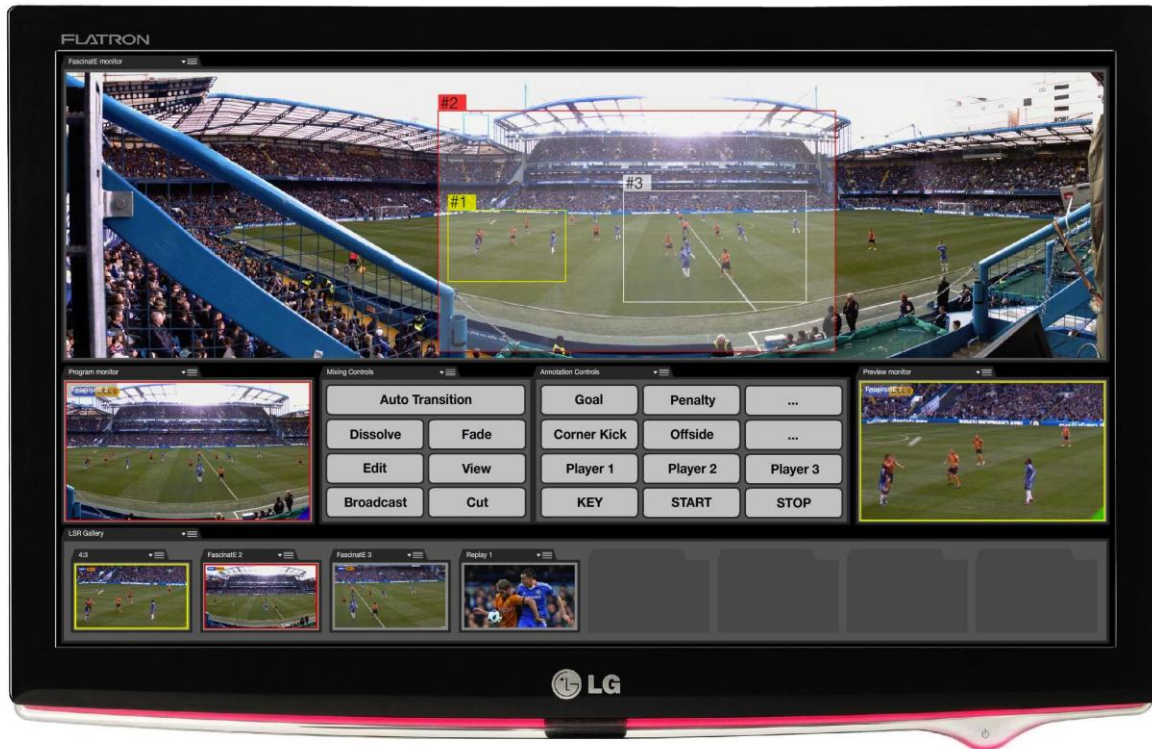 FLATRON
FascinatE monitor
#2
#3
#1
Program monitor
Mixing Controls
Annotation Controls
Preview monitor
Auto Transition
Goal
Penalty
...
Dissolve
Fade
Corner Kick
Offside
...
Edit
View
Player 1
Player 2
Player 3
Broadcast
Cut
KEY
START
STOP
LSR Gallery
4:3
FascinatE 2
FascinatE 3
Replay 1
LG